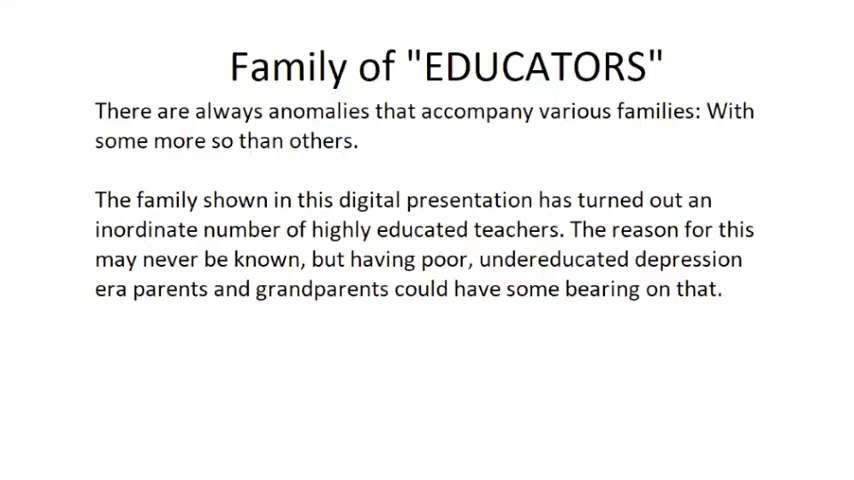 Family of "EDUCATORS"
There are always anomalies that accompany various families: With
some more so than others.
The family shown in this digital presentation has turned out an
inordinate number of highly educated teachers. The reason for this
may never be known, but having poor, undereducated depression
era parents and grandparents could have some bearing on that.